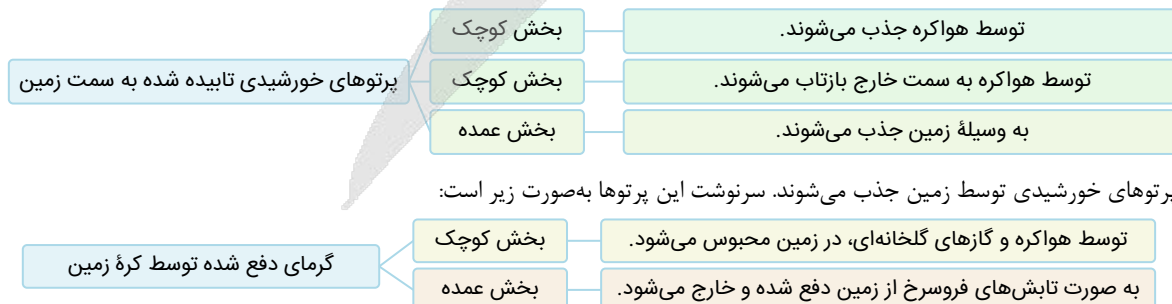 پرتوهای خورشیدی تابیده شده به سمت زمین
بخش کوچک
توسط هواکره جذب می‌شوند.
بخش کوچک
توسط هواکره به سمت خارج بازتاب می‌شوند.
بخش عمده
به وسیلهٔ زمین جذب می‌شوند.
پرتوهای خورشیدی توسط زمین جذب می‌شوند. سرنوشت این پرتوها به‌صورت زیر است:
گرمای دفع شده توسط کرهٔ زمین
بخش کوچک
توسط هواکره و گازهای گلخانه‌ای، در زمین محبوس می‌شود.
بخش عمده
به صورت تابش‌های فروسرخ از زمین دفع شده و خارج می‌شود.